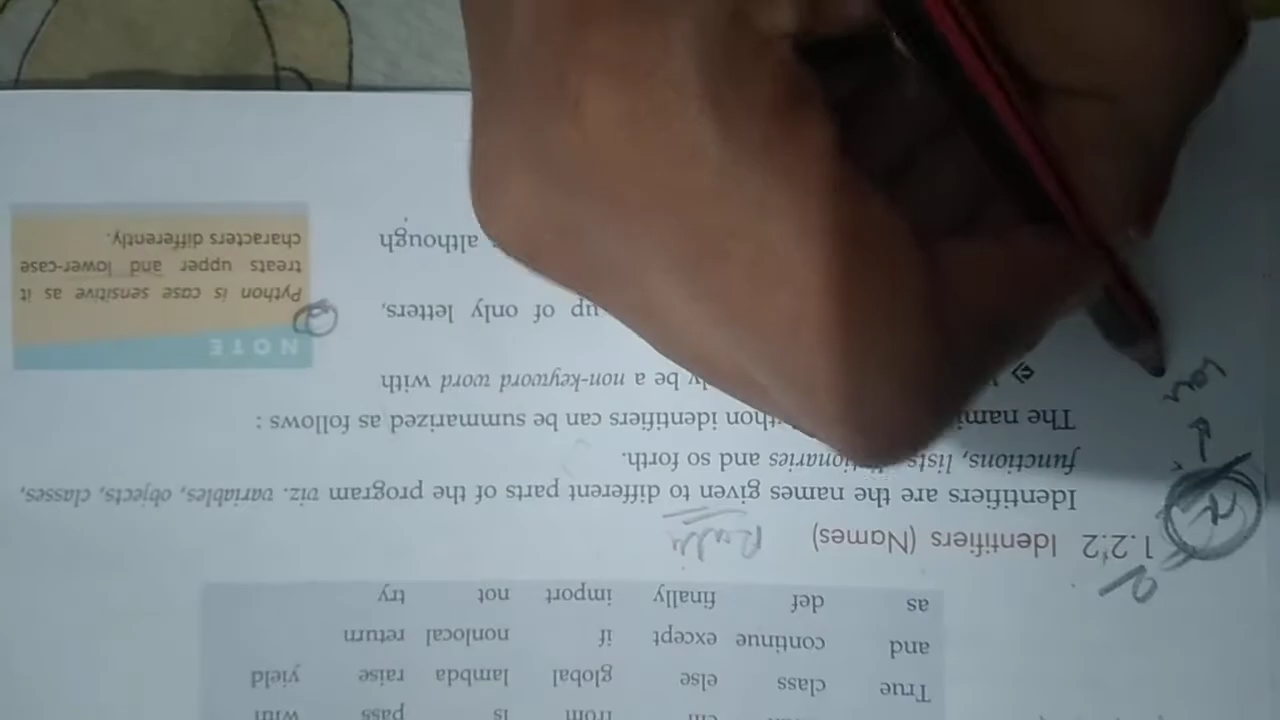 from is pass with
True class else global lambda raise yield
and continue except if nonlocal return
as def finally import not try
1.2.2 Identifiers (Names)
Identifiers are the names given to different parts of the program viz. variables, objects, classes,
functions, lists, dictionaries and so forth.
The identifiers can be summarized as follows :
be a non-keyword word with
up of only letters,
although
NOTE
Python is case sensitive as it
treats upper and lower-case
characters differently.